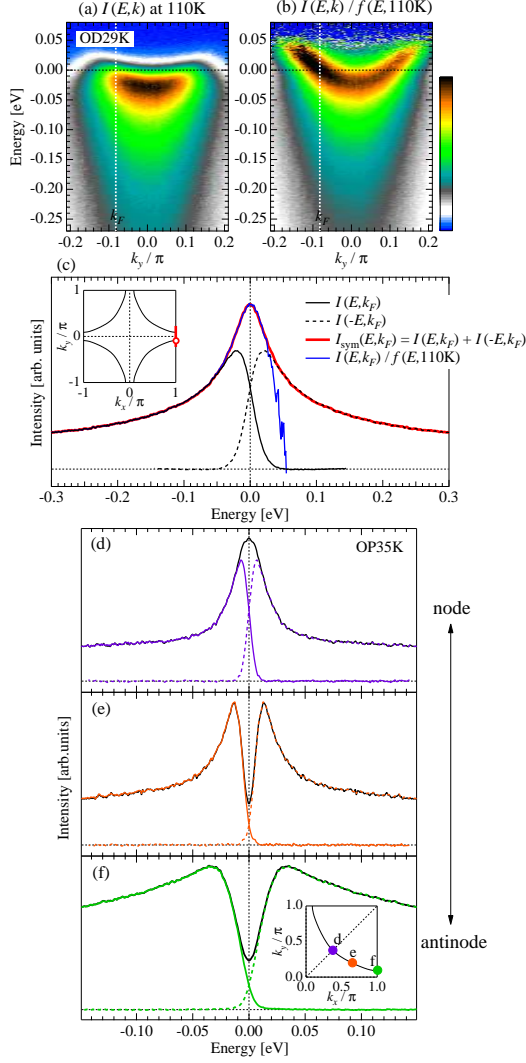 (a) I (E,k) at 110K
(b) I (E,k) / f (E,110K)
OD29K
Energy [eV]
0.05
0.00
-0.05
-0.10
-0.15
-0.20
-0.25
0.05
0.00
-0.05
-0.10
-0.15
-0.20
-0.25
k_F
k_F
-0.2 -0.1 0.0 0.1 0.2
-0.2 -0.1 0.0 0.1 0.2
k_y / π
k_y / π
(c)
1
0
-1
k_y / π
-1 0 1
k_x / π
I (E,k_F)
I (-E,k_F)
I_sym(E,k_F) = I (E,k_F) + I (-E,k_F)
I (E,k_F) / f (E,110K)
Intensity [arb. units]
-0.3 -0.2 -0.1 0.0 0.1 0.2 0.3
Energy [eV]
(d)
OP35K
node
(e)
Intensity [arb.units]
(f)
antinode
1.0
0.5
0.0
k_y / π
d
e
f
0.0 0.5 1.0
k_x / π
-0.10 -0.05 0.00 0.05 0.10
Energy [eV]